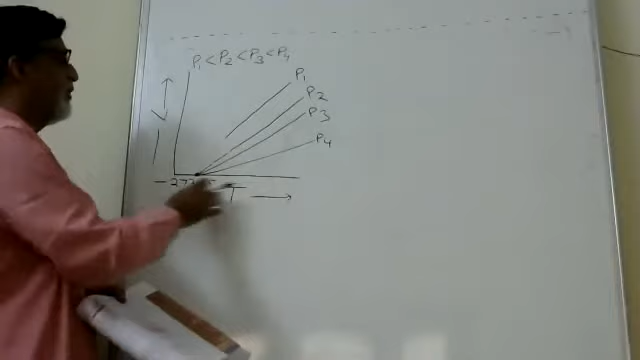 P₁ < P₂ < P₃ < P₄
P₁
P₂
P₃
P₄
T